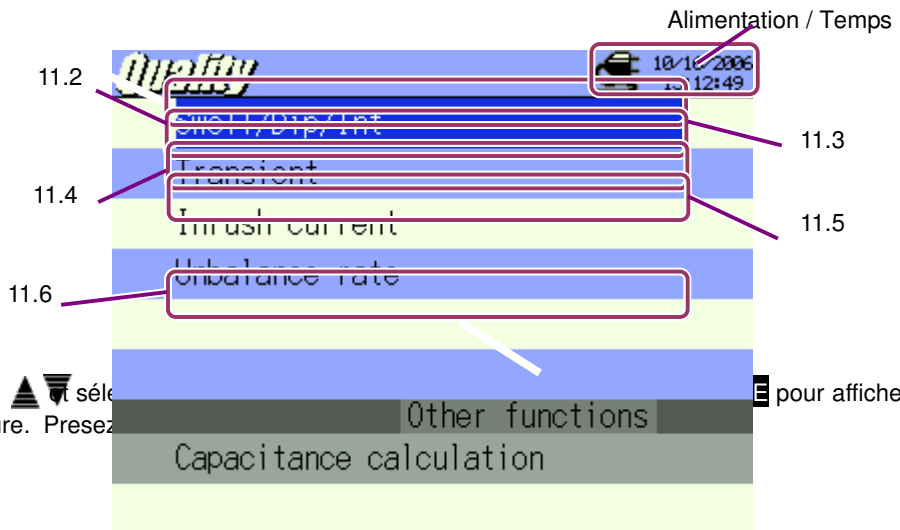 Alimentation / Temps
Quality
10/10/2006
12:49
11.2
Swell/Dip/Int
11.3
Transient
11.4
Inrush current
11.5
Unbalance rate
11.6
et séle
E pour affiche
re. Presez
Other functions
Capacitance calculation